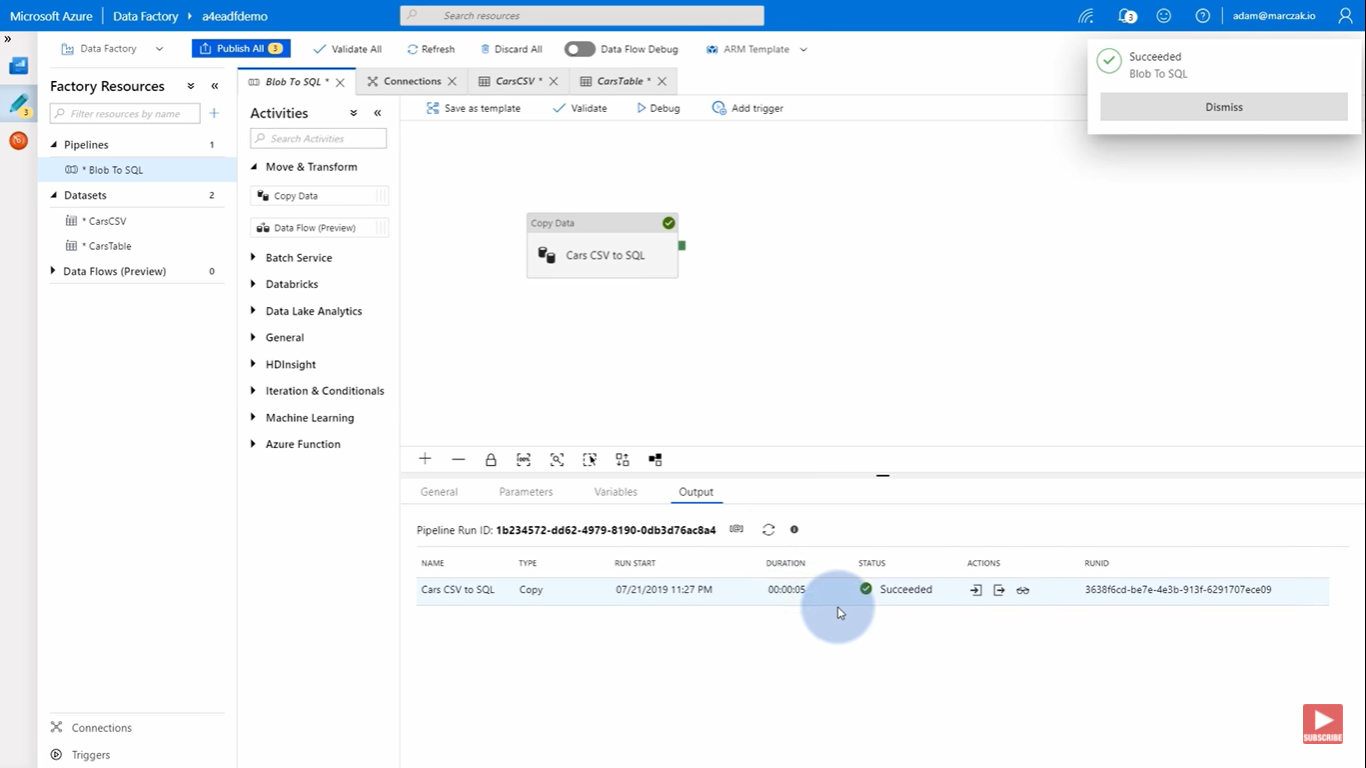 Microsoft Azure
Data Factory
a4eadfdemo
Search resources
3
adam@marczak.io
»
Data Factory
Publish All 3
Validate All
Refresh
Discard All
Data Flow Debug
ARM Template
Succeeded
Blob To SQL
Dismiss
3
Factory Resources
«
Filter resources by name
Pipelines 1
* Blob To SQL
Datasets 2
* CarsCSV
* CarsTable
Data Flows (Preview) 0
Connections
Triggers
Blob To SQL *
Connections
CarsCSV *
CarsTable *
Activities
«
Search Activities
Move & Transform
Copy Data
Data Flow (Preview)
Batch Service
Databricks
Data Lake Analytics
General
HDInsight
Iteration & Conditionals
Machine Learning
Azure Function
Save as template
Validate
Debug
Add trigger
Copy Data
Cars CSV to SQL
100%
General
Parameters
Variables
Output
Pipeline Run ID: 1b234572-dd62-4979-8190-0db3d76ac8a4
NAME TYPE RUN START DURATION STATUS ACTIONS RUNID
Cars CSV to SQL Copy 07/21/2019 11:27 PM 00:00:05 Succeeded 3638f6cd-be7e-4e3b-913f-6291707ece09
SUBSCRIBE